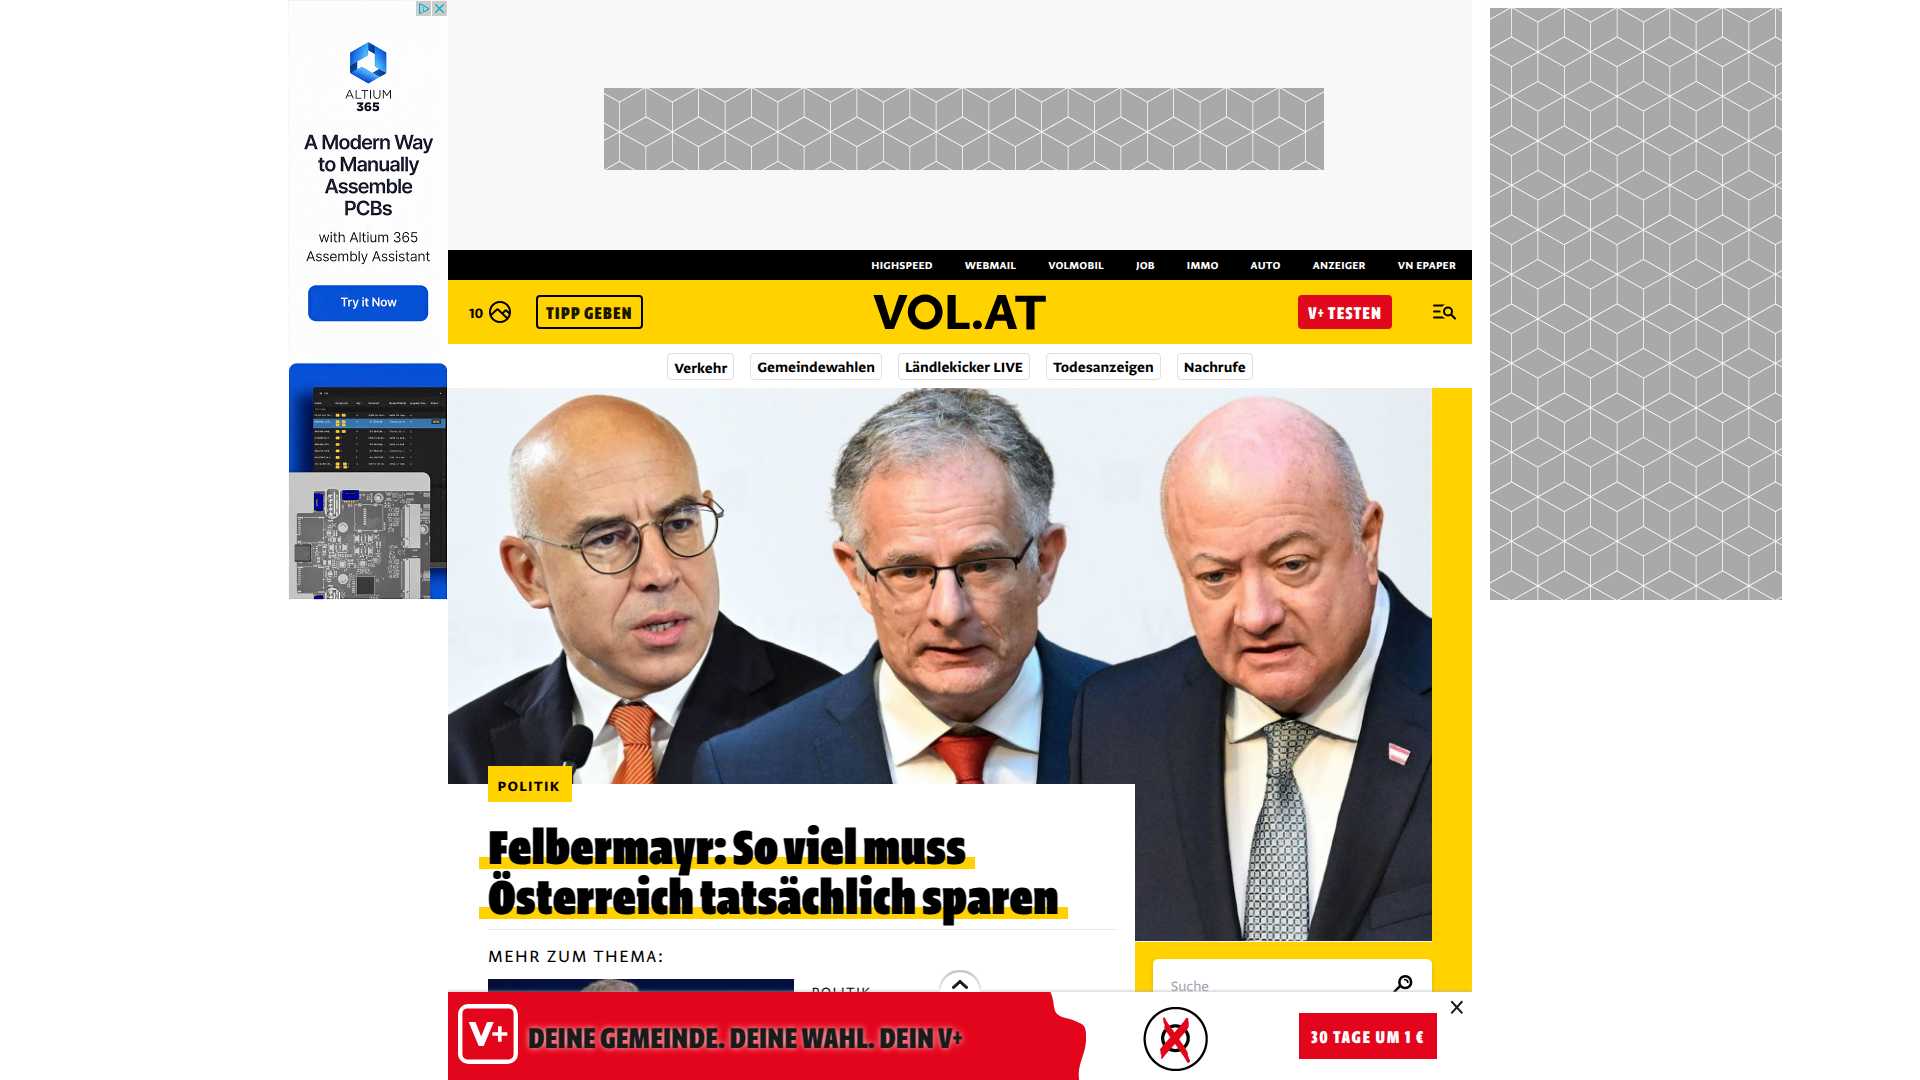 ALTIUM
365
A Modern Way
to Manually
Assemble
PCBs
with Altium 365
Assembly Assistant
Try it Now
HIGHSPEED WEBMAIL VOLMOBIL JOB IMMO AUTO ANZEIGER VN EPAPER
10 TIPP GEBEN VOL.AT V+ TESTEN
Verkehr Gemeindewahlen Ländlekicker LIVE Todesanzeigen Nachrufe
POLITIK
Felbermayr: So viel muss
Österreich tatsächlich sparen
MEHR ZUM THEMA:
POLITIK
Suche
V+ DEINE GEMEINDE. DEINE WAHL. DEIN V+
30 TAGE UM 1 €